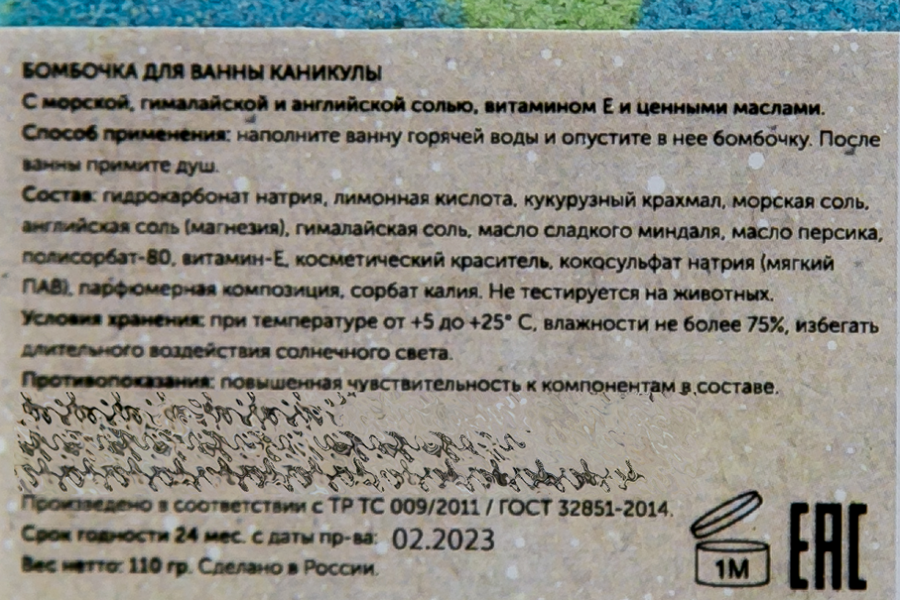 БОМБОЧКА ДЛЯ ВАННЫ КАНИКУЛЫ
С морской, гималайской и английской солью, витамином Е и ценными маслами.
Способ применения: наполните ванну горячей воды и опустите в нее бомбочку. После
ванны примите душ.
Состав: гидрокарбонат натрия, лимонная кислота, кукурузный крахмал, морская соль,
английская соль (магнезия), гималайская соль, масло сладкого миндаля, масло персика,
полисорбат-80, витамин-Е, косметический краситель, кокосульфат натрия (мягкий
ПАВ), парфюмерная композиция, сорбат калия. Не тестируется на животных.
Условия хранения: при температуре от +5 до +25° С, влажности не более 75%, избегать
длительного воздействия солнечного света.
Противопоказания: повышенная чувствительность к компонентам в составе.
Произведено в соответствии с ТР ТС 009/2011 / ГОСТ 32851-2014.
Срок годности 24 мес. с даты пр-ва: 02.2023
Вес нетто: 110 гр. Сделано в России.
1М
ЕАС